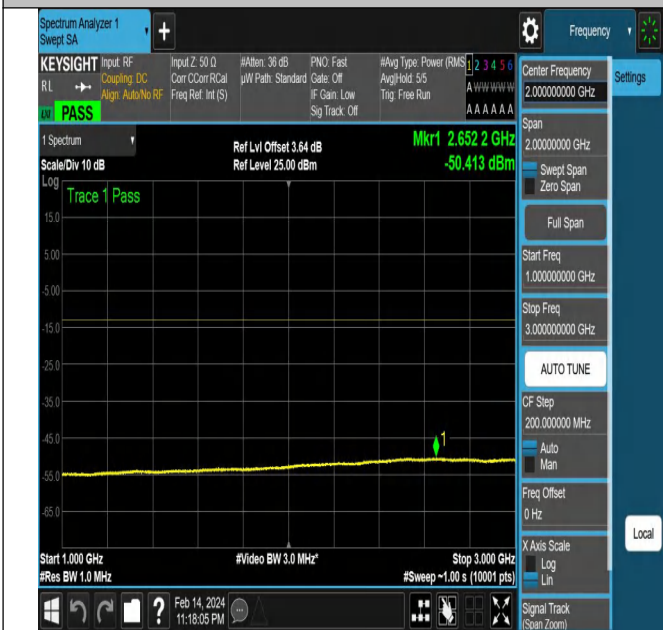 Spectrum Analyzer 1
Swept SA
+
Frequency
KEYSIGHT
RL
LXI
PASS
Input: RF
Coupling: DC
Align: Auto/No RF
Input Z: 50 Ω
Corr CCorr RCal
Freq Ref: Int (S)
#Atten: 36 dB
µW Path: Standard
PNO: Fast
Gate: Off
IF Gain: Low
Sig Track: Off
#Avg Type: Power (RMS
Avg|Hold: 5/5
Trig: Free Run
1 2 3 4 5 6
A W W W W W
A A A A A A
1 Spectrum
Scale/Div 10 dB
Ref Lvl Offset 3.64 dB
Ref Level 25.00 dBm
Mkr1 2.652 2 GHz
-50.413 dBm
Log
Trace 1 Pass
15.0
5.00
-5.00
-15.0
-25.0
-35.0
-45.0
-55.0
-65.0
1
Start 1.000 GHz
#Res BW 1.0 MHz
#Video BW 3.0 MHz*
Stop 3.000 GHz
#Sweep ~1.00 s (10001 pts)
Center Frequency
2.000000000 GHz
Settings
Span
2.00000000 GHz
Swept Span
Zero Span
Full Span
Start Freq
1.000000000 GHz
Stop Freq
3.000000000 GHz
AUTO TUNE
CF Step
200.000000 MHz
Auto
Man
Freq Offset
0 Hz
X Axis Scale
Log
Lin
Local
Signal Track
(Span Zoom)
?
Feb 14, 2024
11:18:05 PM